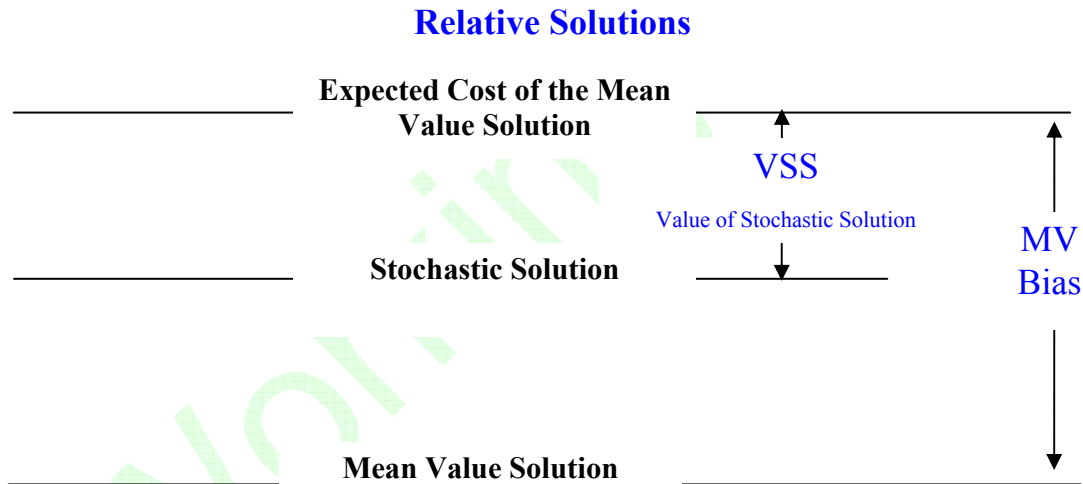 Relative Solutions
Expected Cost of the Mean
Value Solution
VSS
Value of Stochastic Solution
MV
Bias
Stochastic Solution
Mean Value Solution